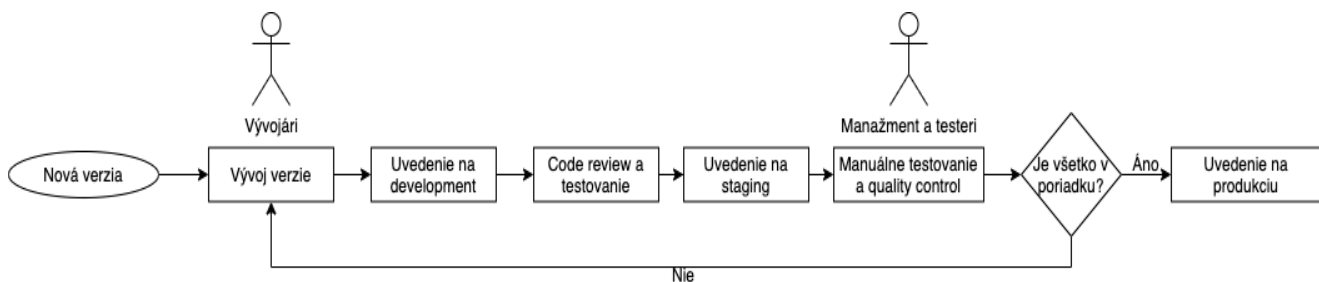 Vývojári
Manažment a testeri
Nová verzia
Vývoj verzie
Uvedenie na
development
Code review a
testovanie
Uvedenie na
staging
Manuálne testovanie
a quality control
Je všetko v
poriadku?
Áno
Uvedenie na
produkciu
Nie